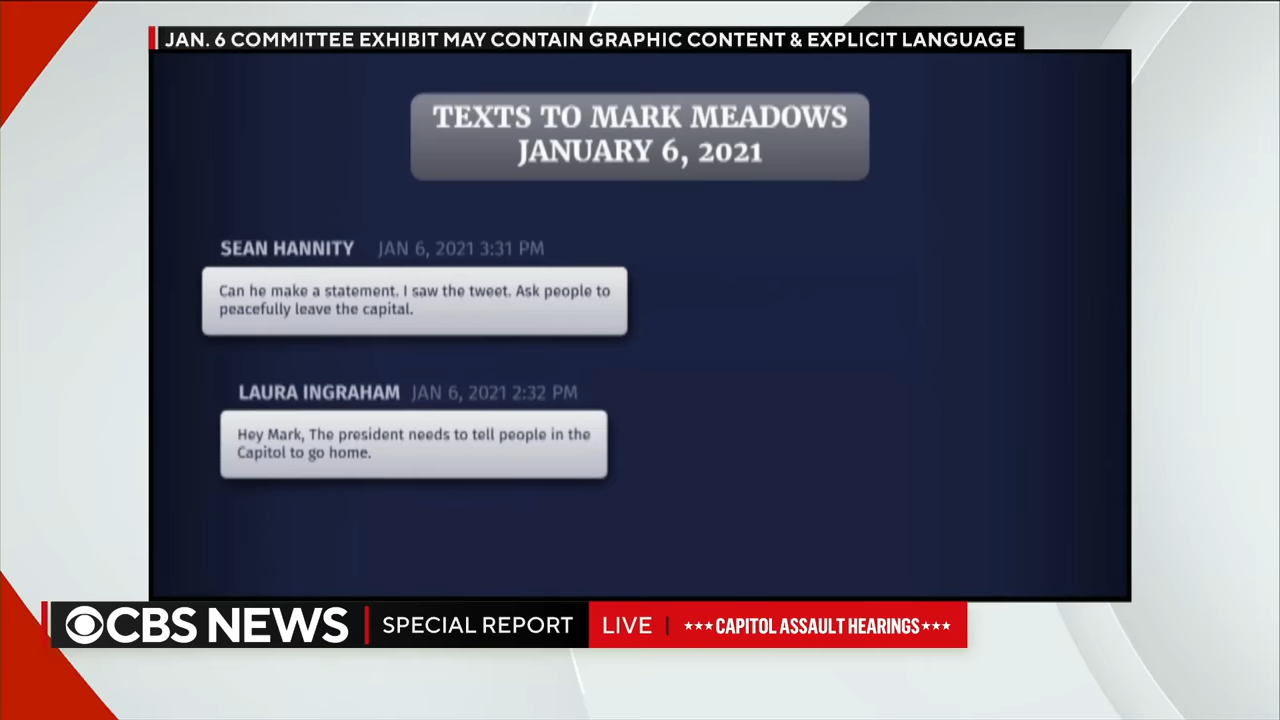 JAN. 6 COMMITTEE EXHIBIT MAY CONTAIN GRAPHIC CONTENT & EXPLICIT LANGUAGE
TEXTS TO MARK MEADOWS
JANUARY 6, 2021
SEAN HANNITY JAN 6, 2021 3:31 PM
Can he make a statement. I saw the tweet. Ask people to
peacefully leave the capital.
LAURA INGRAHAM JAN 6, 2021 2:32 PM
Hey Mark, The president needs to tell people in the
Capitol to go home.
CBS NEWS SPECIAL REPORT LIVE ★★★CAPITOL ASSAULT HEARINGS★★★